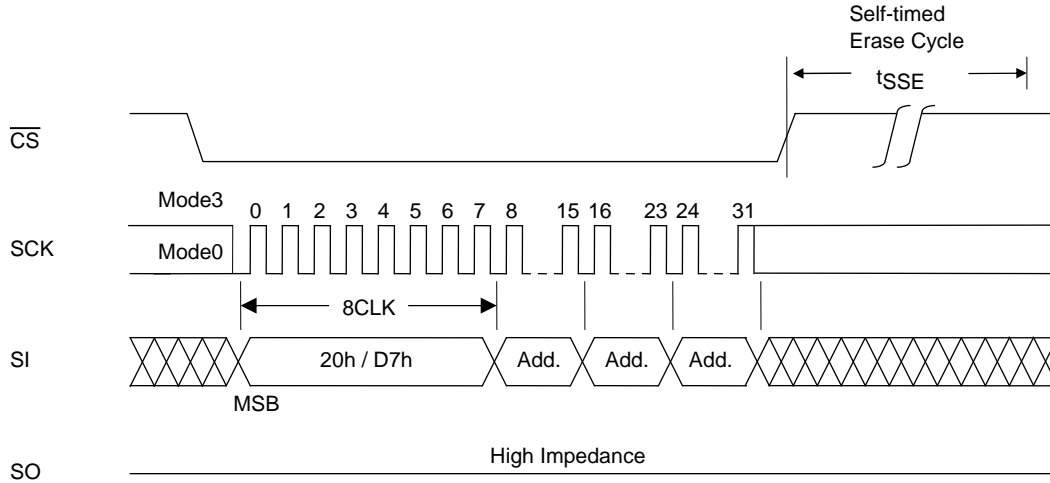 Self-timed
Erase Cycle
tSSE
CS
Mode3
0 1 2 3 4 5 6 7 8 15 16 23 24 31
SCK
Mode0
8CLK
SI
20h / D7h Add. Add. Add.
MSB
High Impedance
SO